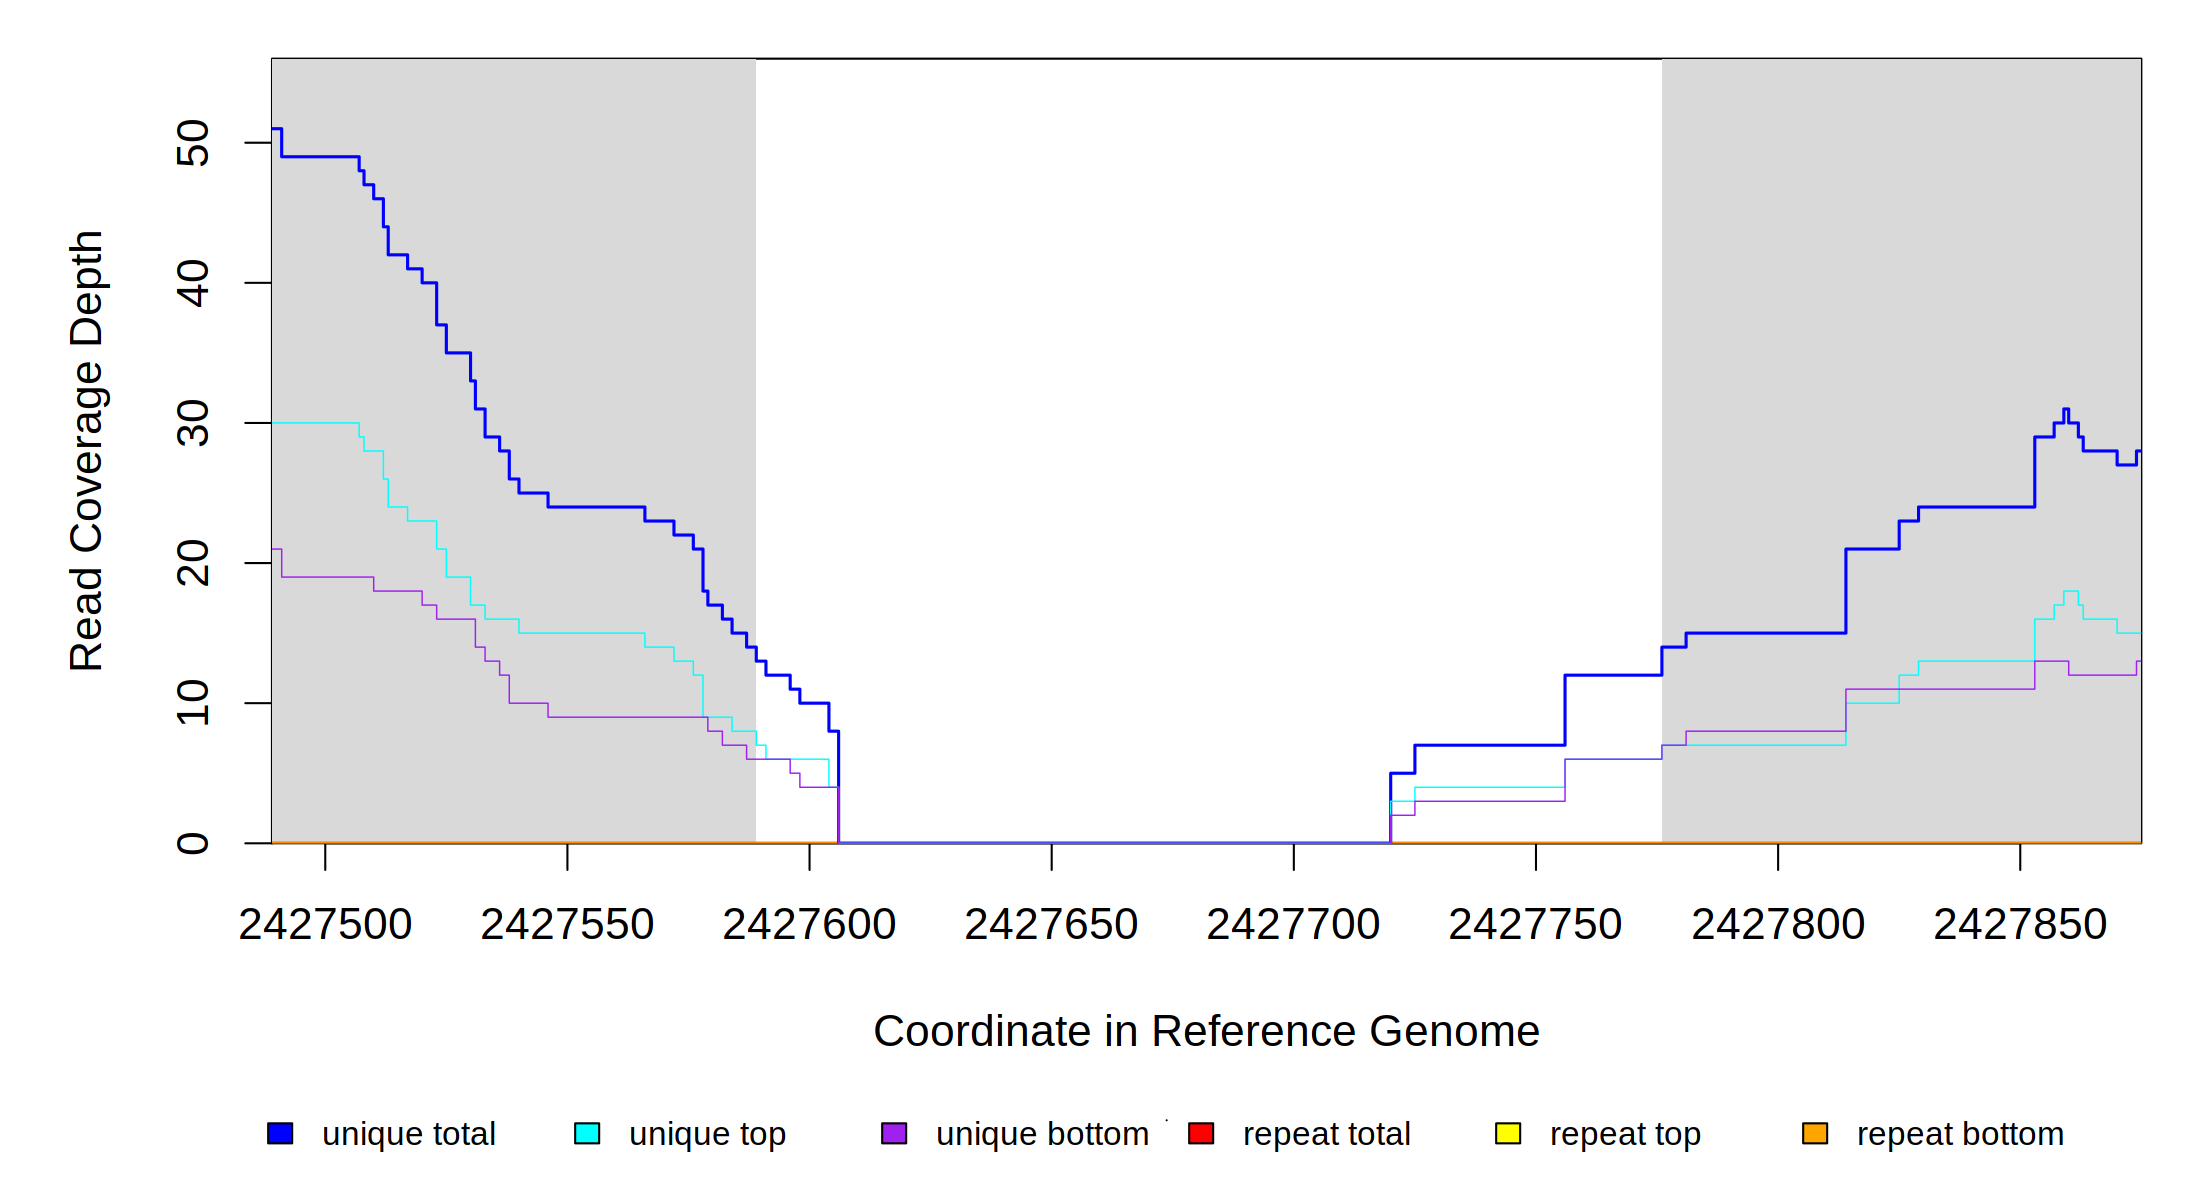 Read Coverage Depth
50
40
30
20
10
0
2427500 2427550 2427600 2427650 2427700 2427750 2427800 2427850
Coordinate in Reference Genome
unique total unique top unique bottom repeat total repeat top repeat bottom